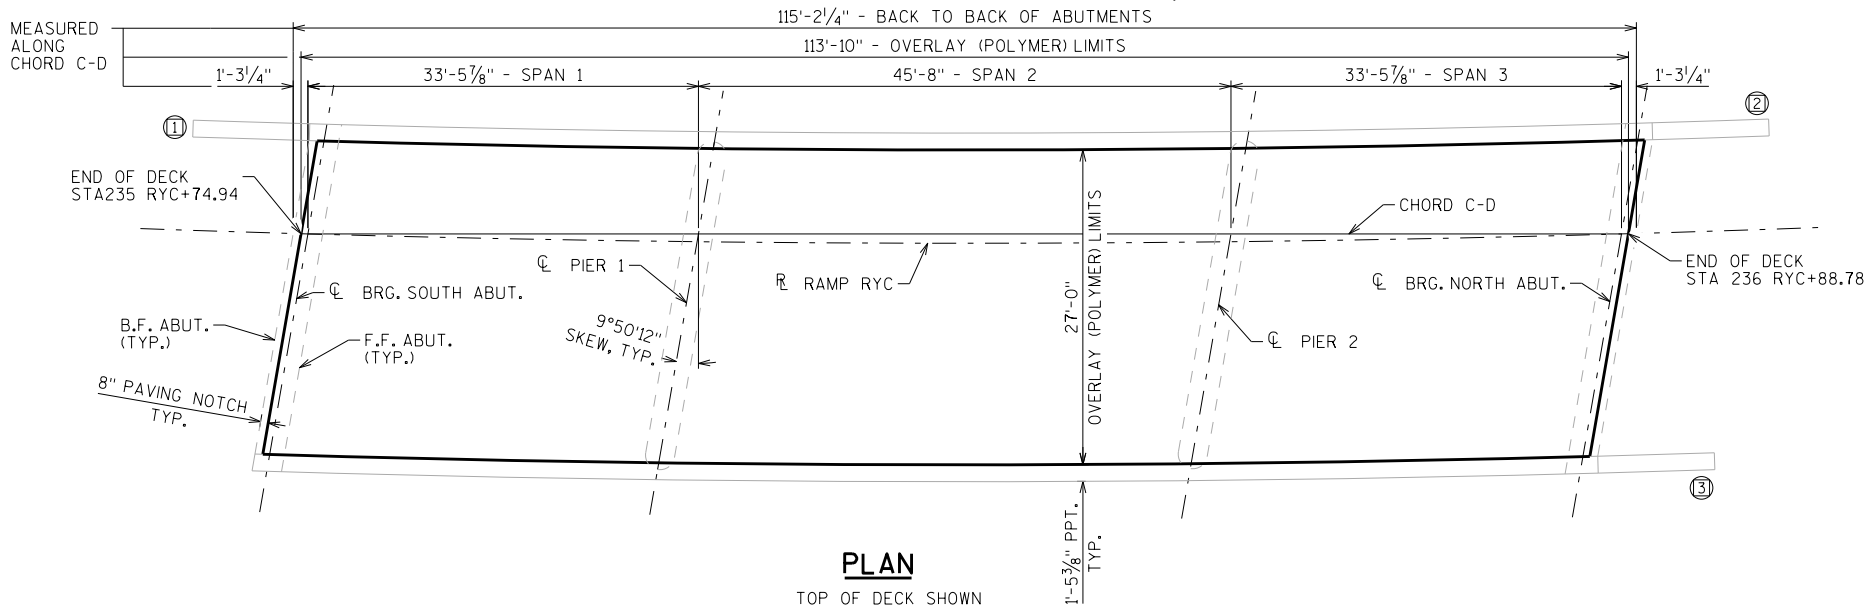 115'-2¼" - BACK TO BACK OF ABUTMENTS
MEASURED
ALONG
CHORD C-D
113'-10" - OVERLAY (POLYMER) LIMITS
1'-3¼"
33'-5⅞" - SPAN 1
45'-8" - SPAN 2
33'-5⅞" - SPAN 3
1'-3¼"
1
2
END OF DECK
STA235 RYC+74.94
CHORD C-D
℄ PIER 1
RL RAMP RYC
END OF DECK
STA 236 RYC+88.78
℄ BRG. SOUTH ABUT.
℄ BRG. NORTH ABUT.
B.F. ABUT.
(TYP.)
F.F. ABUT.
(TYP.)
9°50'12"
SKEW, TYP.
27'-0"
OVERLAY (POLYMER) LIMITS
℄ PIER 2
8" PAVING NOTCH
TYP.
3
1'-5⅜" PPT.
TYP.
PLAN
TOP OF DECK SHOWN